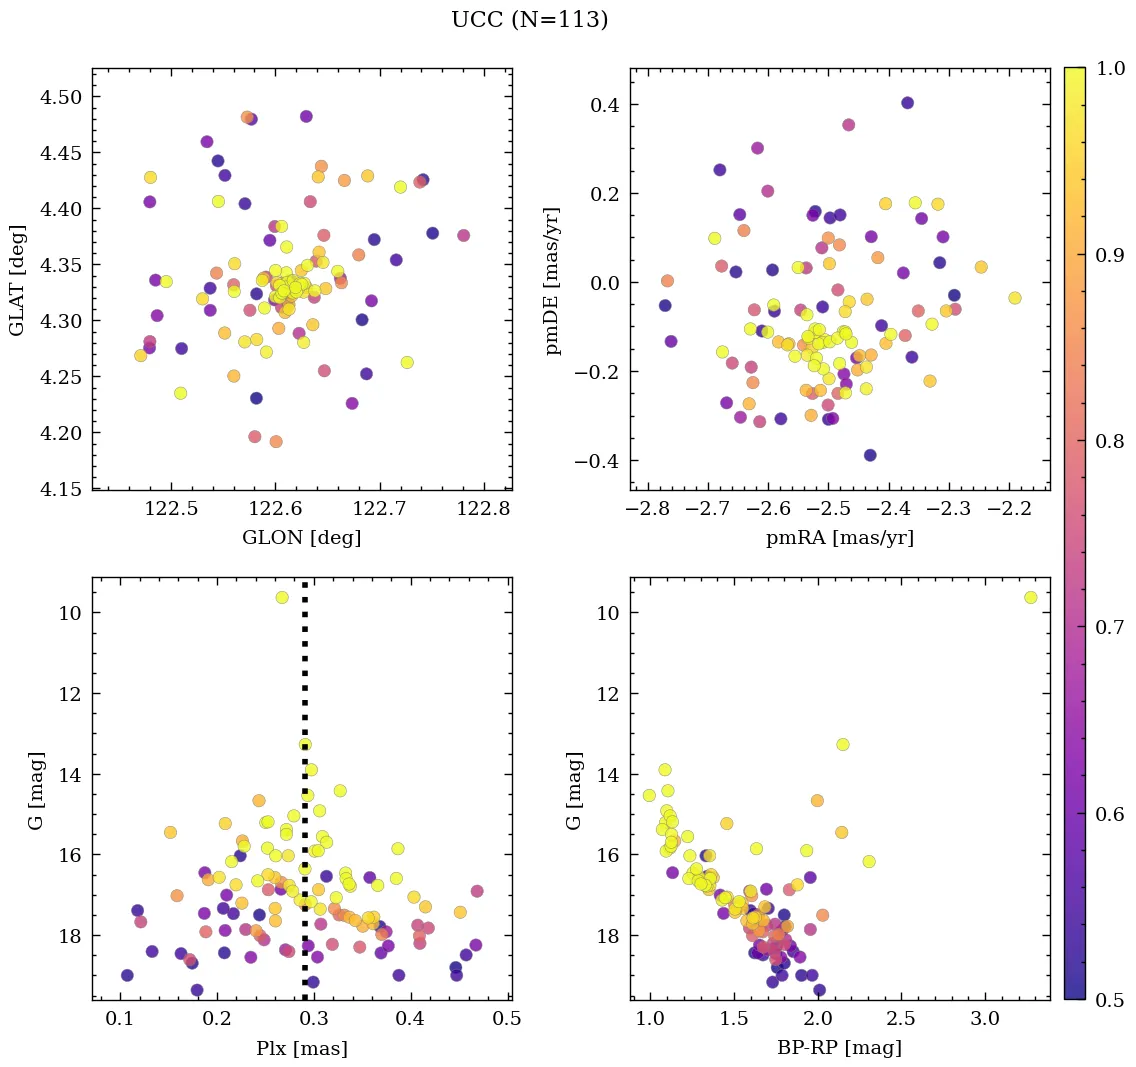 UCC (N=113)
4.50
4.45
4.40
4.35
4.30
4.25
4.20
4.15
GLAT [deg]
122.5 122.6 122.7 122.8
GLON [deg]
0.4
0.2
0.0
−0.2
−0.4
pmDE [mas/yr]
−2.8 −2.7 −2.6 −2.5 −2.4 −2.3 −2.2
pmRA [mas/yr]
10
12
14
16
18
G [mag]
0.1 0.2 0.3 0.4 0.5
Plx [mas]
10
12
14
16
18
G [mag]
1.0 1.5 2.0 2.5 3.0
BP-RP [mag]
1.0
0.9
0.8
0.7
0.6
0.5